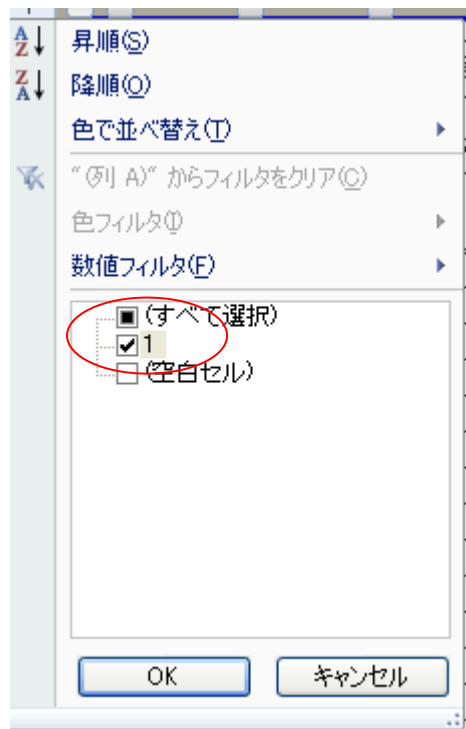 昇順(S)
降順(O)
色で並べ替え(T)
"(列 A)" からフィルタをクリア(C)
色フィルタ(I)
数値フィルタ(F)
(すべて選択)
1
(空白セル)
OK キャンセル